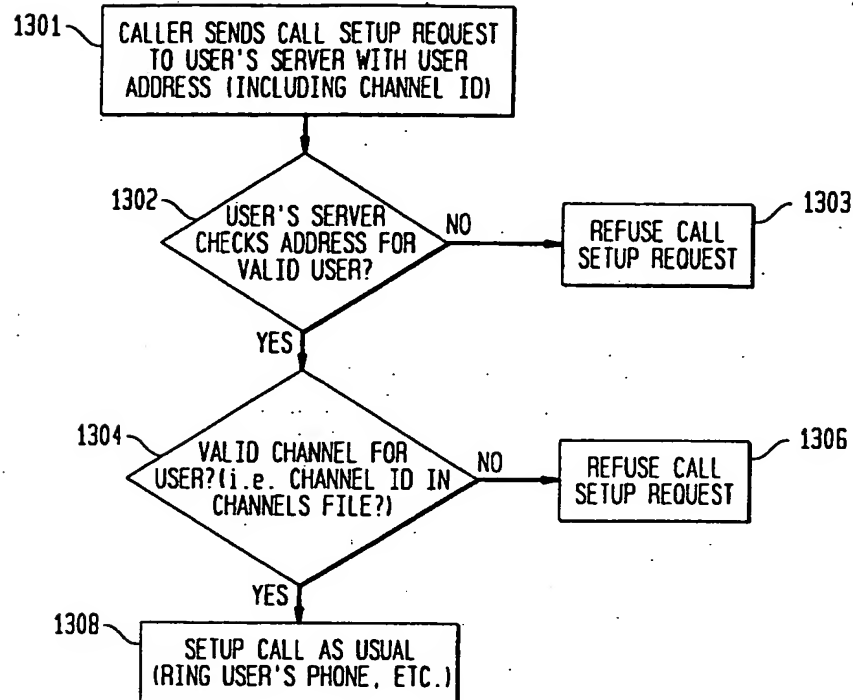 1301
CALLER SENDS CALL SETUP REQUEST
TO USER'S SERVER WITH USER
ADDRESS (INCLUDING CHANNEL ID)
1302
USER'S SERVER
CHECKS ADDRESS FOR
VALID USER?
NO
1303
REFUSE CALL
SETUP REQUEST
YES
1304
VALID CHANNEL FOR
USER?(i.e. CHANNEL ID IN
CHANNELS FILE?)
NO
1306
REFUSE CALL
SETUP REQUEST
YES
1308
SETUP CALL AS USUAL
(RING USER'S PHONE, ETC.)